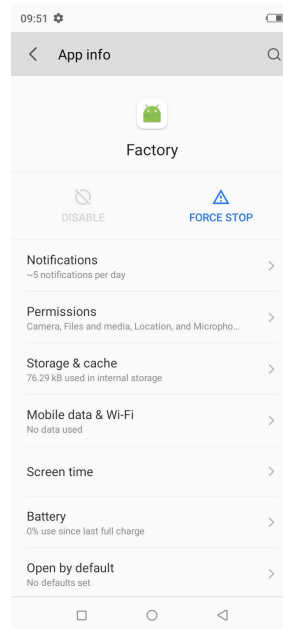 09:51
App info
Factory
DISABLE
FORCE STOP
Notifications
~5 notifications per day
Permissions
Camera, Files and media, Location, and Micropho...
Storage & cache
76.29 kB used in internal storage
Mobile data & Wi-Fi
No data used
Screen time
Battery
0% use since last full charge
Open by default
No defaults set